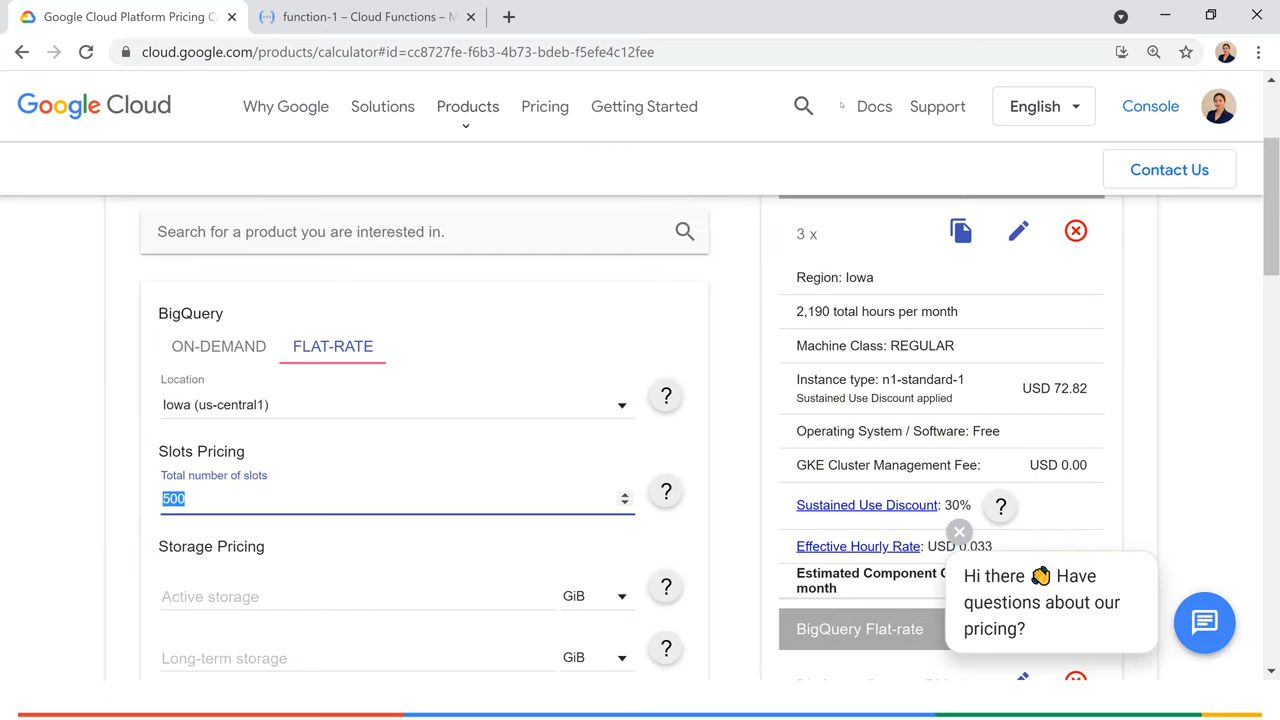 Google Cloud Platform Pricing C
function-1 – Cloud Functions – M
cloud.google.com/products/calculator#id=cc8727fe-f6b3-4b73-bdeb-f5efe4c12fee
Google Cloud
Why Google
Solutions
Products
Pricing
Getting Started
Docs
Support
English
Console
Contact Us
Search for a product you are interested in.
BigQuery
ON-DEMAND
FLAT-RATE
Location
Iowa (us-central1)
?
Slots Pricing
Total number of slots
500
?
Storage Pricing
Active storage
GiB
?
Long-term storage
GiB
?
3 x
Region: Iowa
2,190 total hours per month
Machine Class: REGULAR
Instance type: n1-standard-1
USD 72.82
Sustained Use Discount applied
Operating System / Software: Free
GKE Cluster Management Fee:
USD 0.00
Sustained Use Discount: 30%
?
Effective Hourly Rate: USD 0.033
Estimated Component C
month
BigQuery Flat-rate
Hi there 👋 Have
questions about our
pricing?